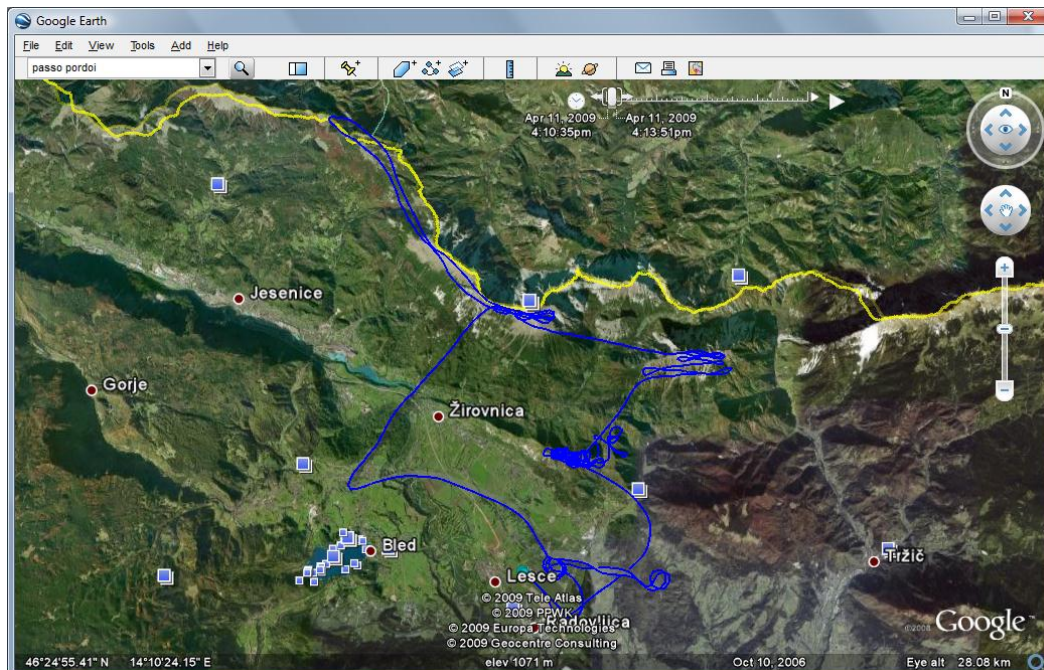 Google Earth
File Edit View Tools Add Help
passo pordoi
Apr 11, 2009 Apr 11, 2009
4:10:35pm 4:13:51pm
N
Jesenice
Gorje
Žirovnica
Bled
Lesce
Tržič
Radovljica
© 2009 Tele Atlas
© 2009 PPWK
© 2009 Europa Technologies
© 2009 Geocentre Consulting
©2008 Google
46°24'55.41" N 14°10'24.15" E elev 1071 m Oct 10, 2006 Eye alt 28.08 km